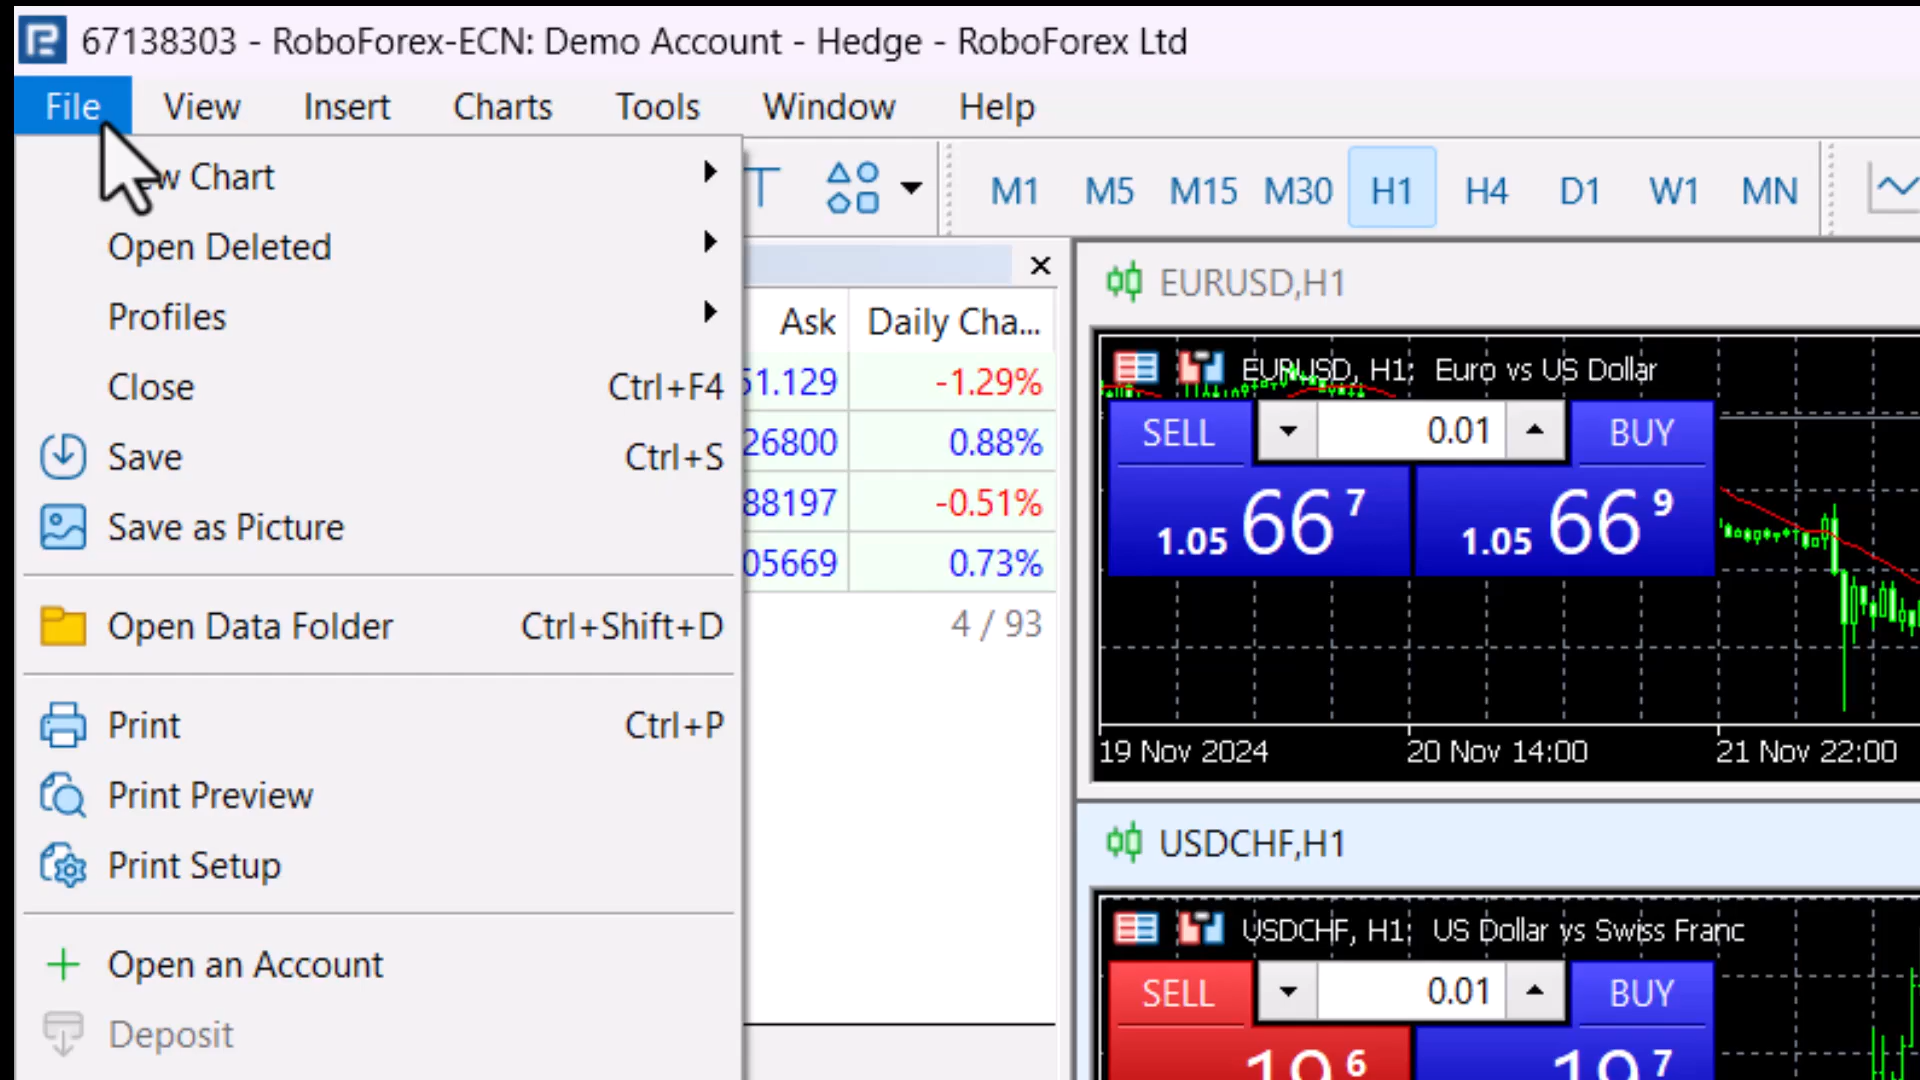 67138303 - RoboForex-ECN: Demo Account - Hedge - RoboForex Ltd
File View Insert Charts Tools Window Help
Chart
Open Deleted
Profiles
Close Ctrl+F4
Save Ctrl+S
Save as Picture
Open Data Folder Ctrl+Shift+D
Print Ctrl+P
Print Preview
Print Setup
Open an Account
Deposit
T M1 M5 M15 M30 H1 H4 D1 W1 MN
Ask Daily Cha...
51.129 -1.29%
26800 0.88%
88197 -0.51%
05669 0.73%
4 / 93
EURUSD,H1
EURUSD, H1: Euro vs US Dollar
SELL 0.01 BUY
1.05 66 7 1.05 66 9
19 Nov 2024 20 Nov 14:00 21 Nov 22:00
USDCHF,H1
USDCHF, H1: US Dollar vs Swiss Franc
SELL 0.01 BUY
19 6 19 7